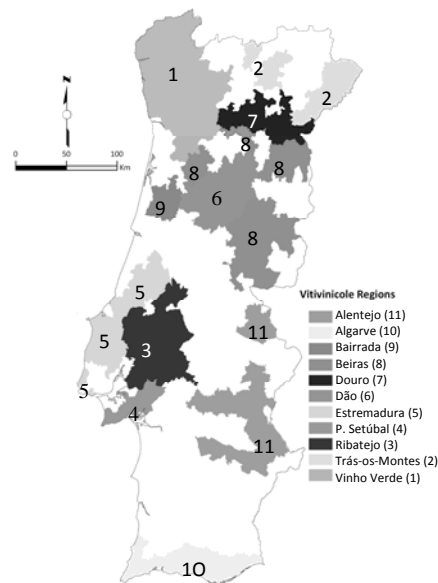 1
2
2
N
7
8
0 50 100
Km
8
8
9
6
8
5
Vitivinicole Regions
Alentejo (11)
Algarve (10)
Bairrada (9)
Beiras (8)
Douro (7)
Dão (6)
Estremadura (5)
P. Setúbal (4)
Ribatejo (3)
Trás-os-Montes (2)
Vinho Verde (1)
5
3
11
5
4
11
10